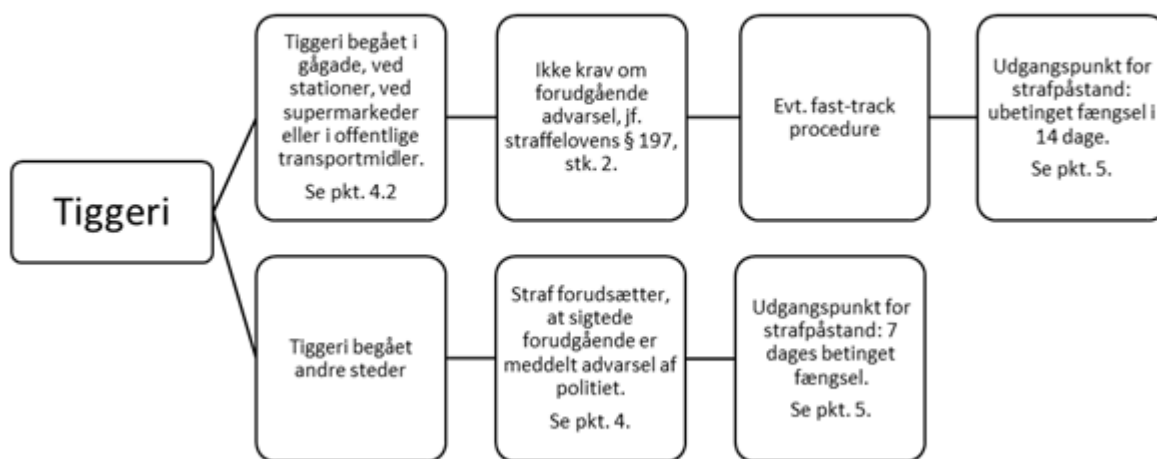 Tiggeri
Tiggeri begået i
gågade, ved
stationer, ved
supermarkeder
eller i offentlige
transportmidler.
Se pkt. 4.2
Ikke krav om
forudgående
advarsel, jf.
straffelovens § 197,
stk. 2.
Evt. fast-track
procedure
Udgangspunkt for
strafpåstand:
ubetinget fængsel i
14 dage.
Se pkt. 5.
Tiggeri begået
andre steder
Straf forudsætter,
at sigtede
forudgående er
meddelt advarsel af
politiet.
Se pkt. 4.
Udgangspunkt for
strafpåstand: 7
dages betinget
fængsel.
Se pkt. 5.